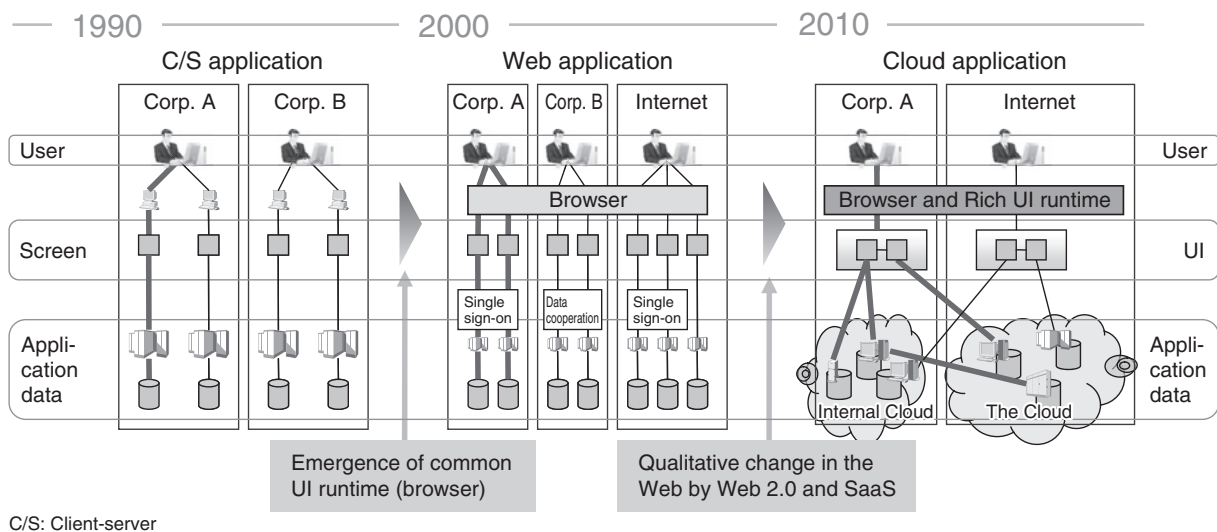 1990
2000
2010
C/S application
Web application
Cloud application
Corp. A
Corp. B
Corp. A
Corp. B
Internet
Corp. A
Internet
User
User
Browser
Browser and Rich UI runtime
Screen
UI
Single
sign-on
Data
cooperation
Single
sign-on
Appli-
cation
data
Appli-
cation
data
Internal Cloud
The Cloud
Emergence of common
UI runtime (browser)
Qualitative change in the
Web by Web 2.0 and SaaS
C/S: Client-server